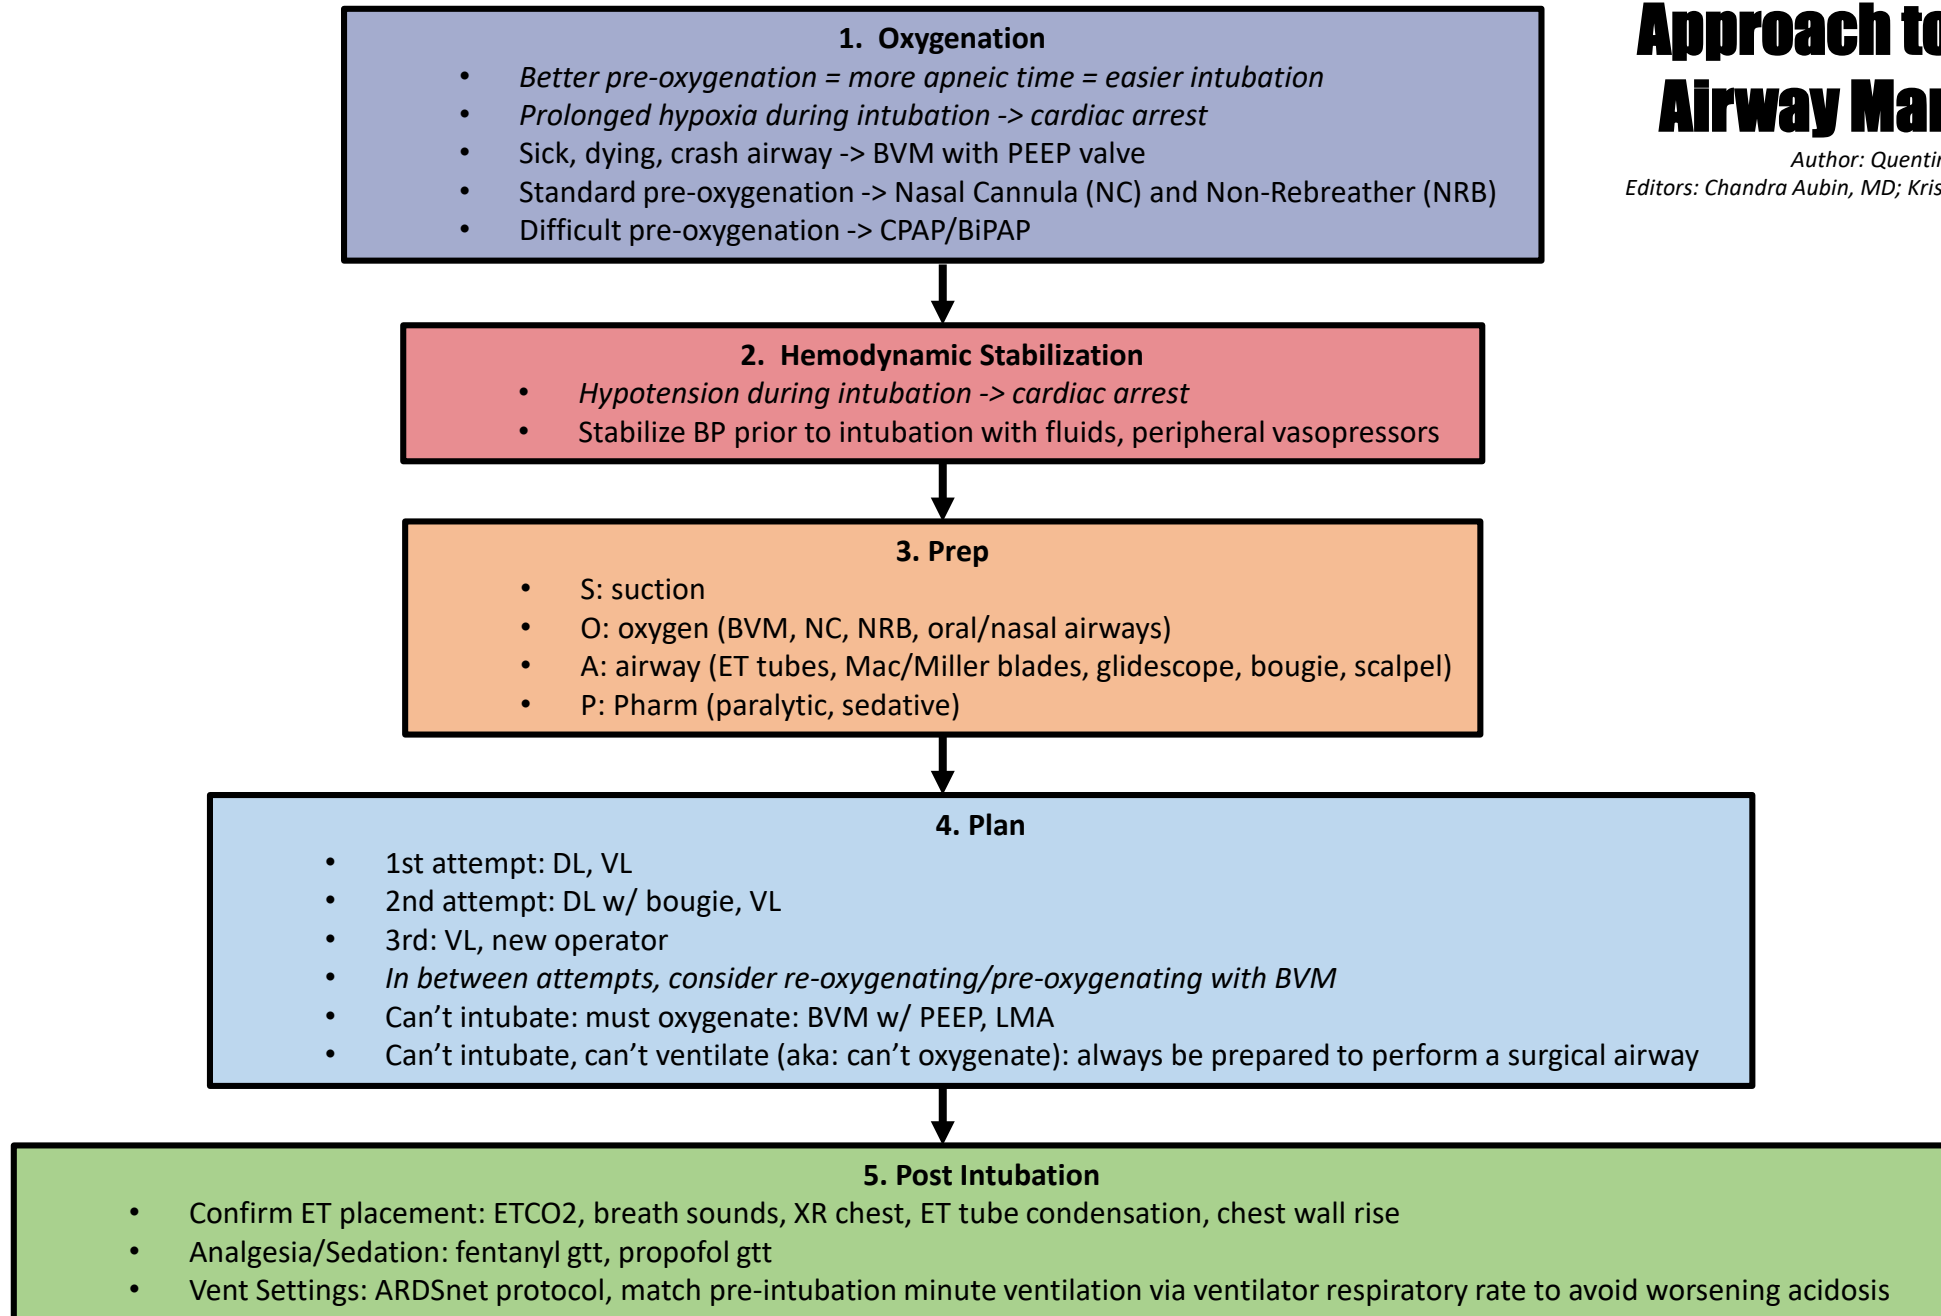 Approach to
Airway
Author: Quentin
Editors: Chandra Aubin, MD;
1. Oxygenation
• Better pre-oxygenation = more apneic time = easier intubation
• Prolonged hypoxia during intubation -> cardiac arrest
• Sick, dying, crash airway -> BVM with PEEP valve
• Standard pre-oxygenation -> Nasal Cannula (NC) and Non-Rebreather (NRB)
• Difficult pre-oxygenation -> CPAP/BiPAP
2. Hemodynamic Stabilization
• Hypotension during intubation -> cardiac arrest
• Stabilize BP prior to intubation with fluids, peripheral vasopressors
3. Prep
• S: suction
• O: oxygen (BVM, NC, NRB, oral/nasal airways)
• A: airway (ET tubes, Mac/Miller blades, glidescope, bougie, scalpel)
• P: Pharm (paralytic, sedative)
4. Plan
• 1st attempt: DL, VL
• 2nd attempt: DL w/ bougie, VL
• 3rd: VL, new operator
• In between attempts, consider re-oxygenating/pre-oxygenating with BVM
• Can’t intubate: must oxygenate: BVM w/ PEEP, LMA
• Can’t intubate, can’t ventilate (aka: can’t oxygenate): always be prepared to perform a surgical airway
5. Post Intubation
• Confirm ET placement: ETCO2, breath sounds, XR chest, ET tube condensation, chest wall rise
• Analgesia/Sedation: fentanyl gtt, propofol gtt
• Vent Settings: ARDSnet protocol, match pre-intubation minute ventilation via ventilator respiratory rate to avoid worsening acidosis